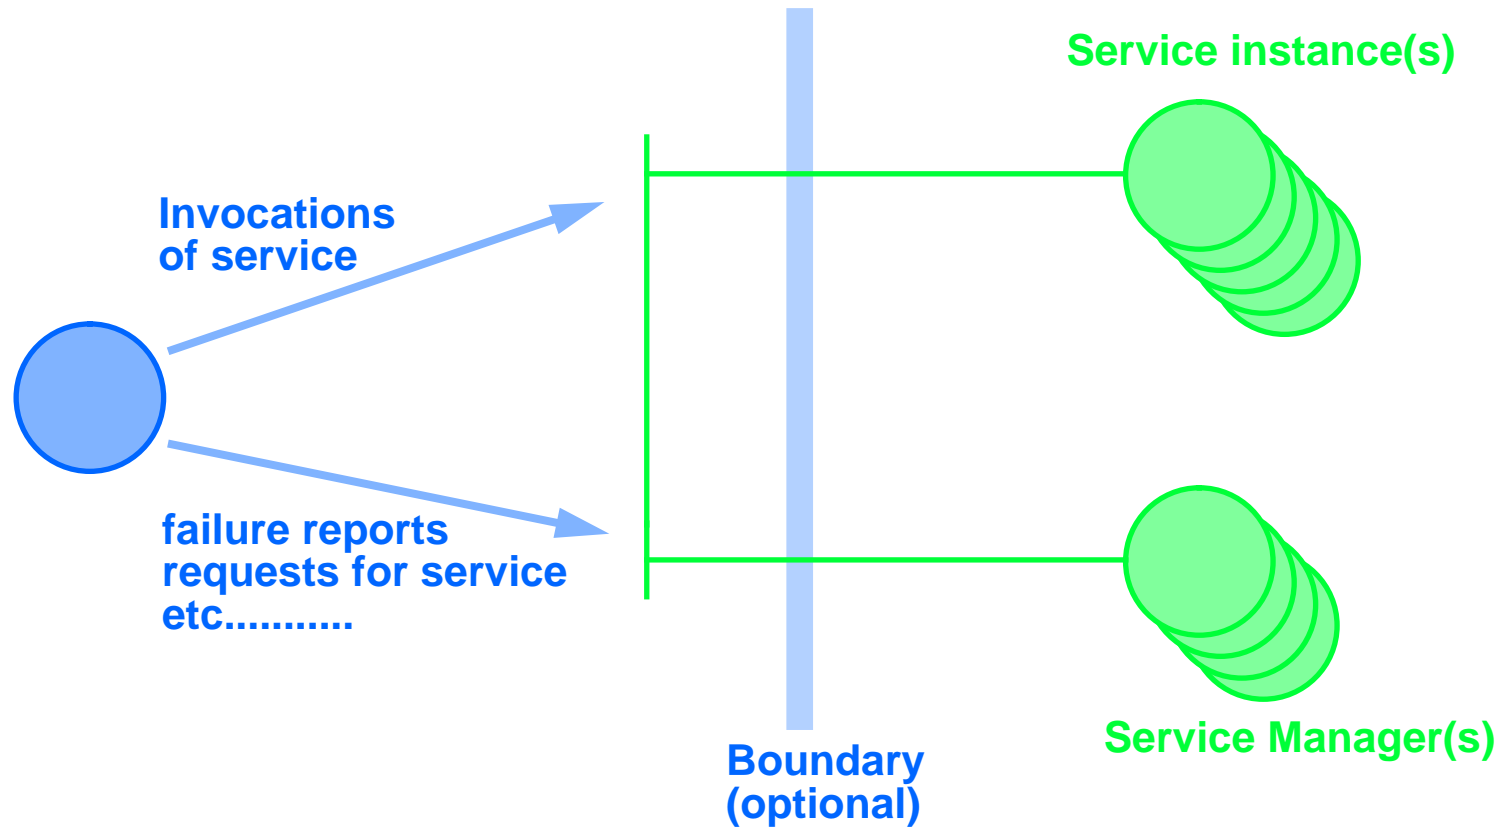 Service instance(s)
Invocations
of service
failure reports
requests for service
etc...........
Service Manager(s)
Boundary
(optional)